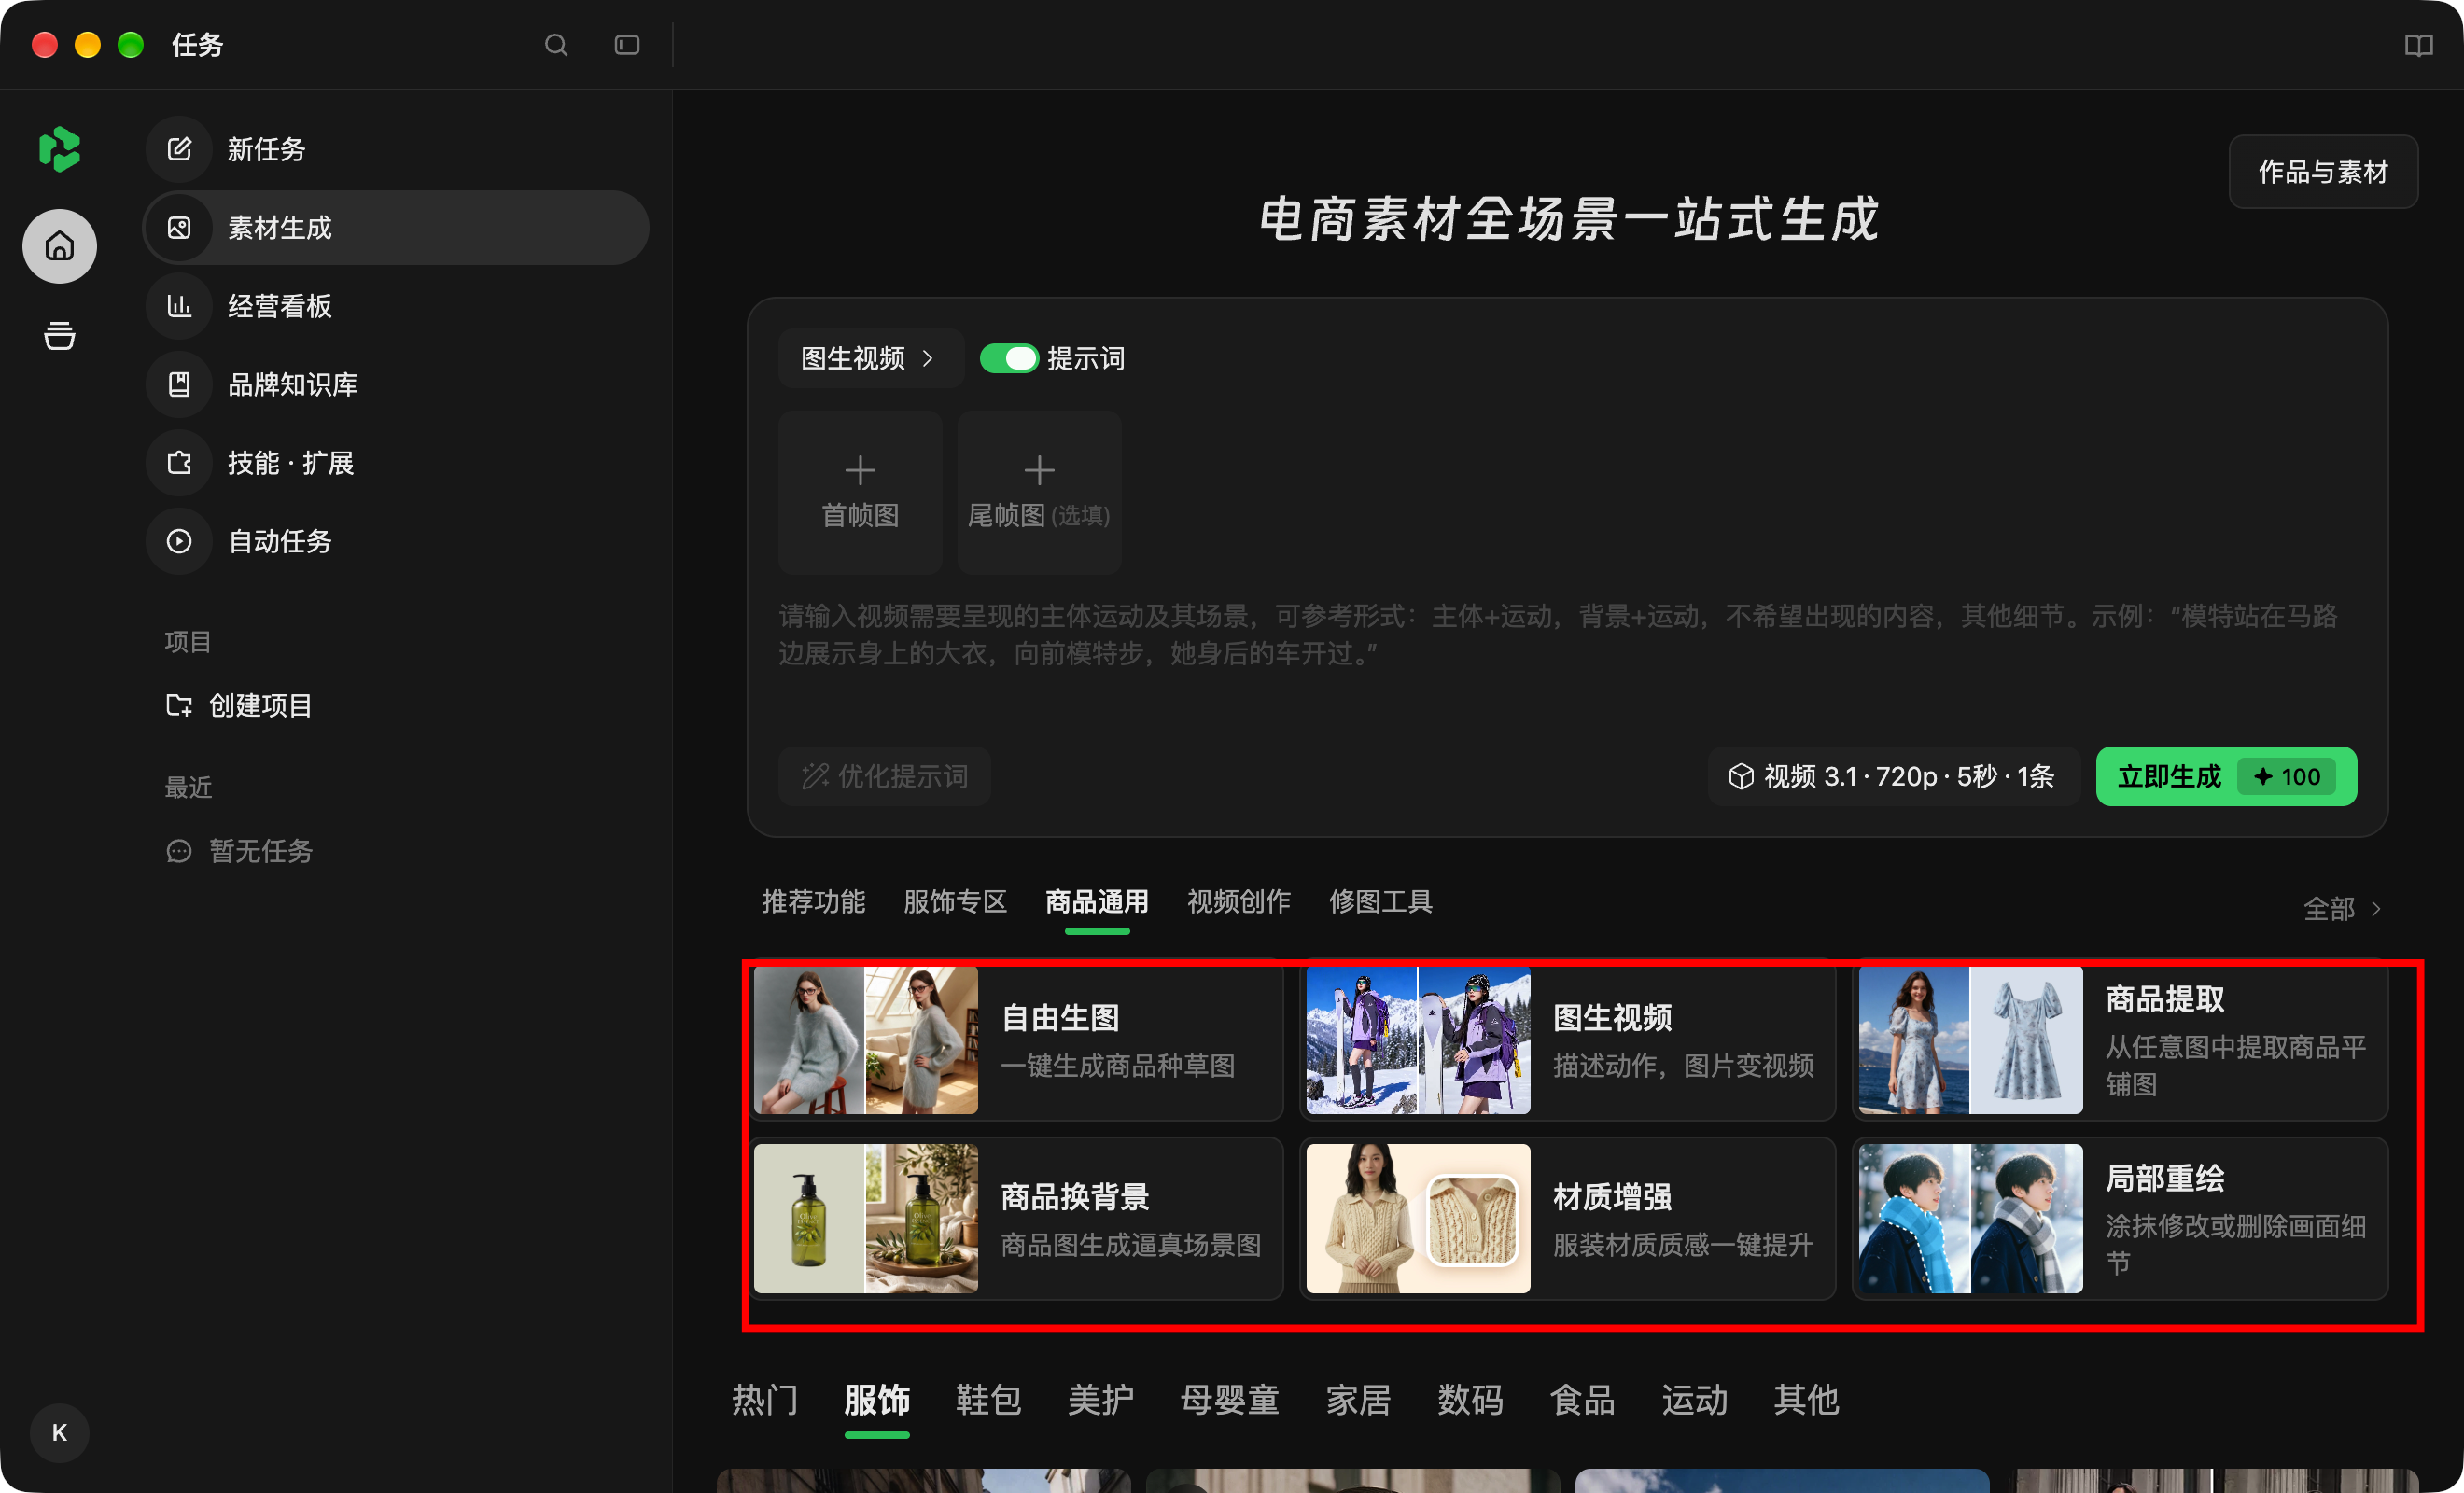 任务
新任务
素材生成
经营看板
品牌知识库
技能 · 扩展
自动任务
项目
创建项目
最近
暂无任务
K
作品与素材
电商素材全场景一站式生成
图生视频
提示词
首帧图
尾帧图 (选填)
请输入视频需要呈现的主体运动及其场景，可参考形式：主体+运动，背景+运动，不希望出现的内容，其他细节。示例：“模特站在马路
边展示身上的大衣，向前模特步，她身后的车开过。”
优化提示词
视频 3.1 · 720p · 5秒 · 1条
立即生成 100
推荐功能 服饰专区 商品通用 视频创作 修图工具
全部
自由生图
一键生成商品种草图
图生视频
描述动作，图片变视频
商品提取
从任意图中提取商品平
铺图
商品换背景
商品图生成逼真场景图
材质增强
服装材质质感一键提升
局部重绘
涂抹修改或删除画面细
节
热门 服饰 鞋包 美护 母婴童 家居 数码 食品 运动 其他